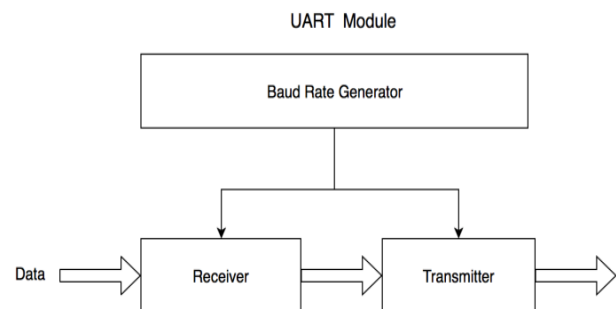 UART Module
Baud Rate Generator
Data
Receiver
Transmitter